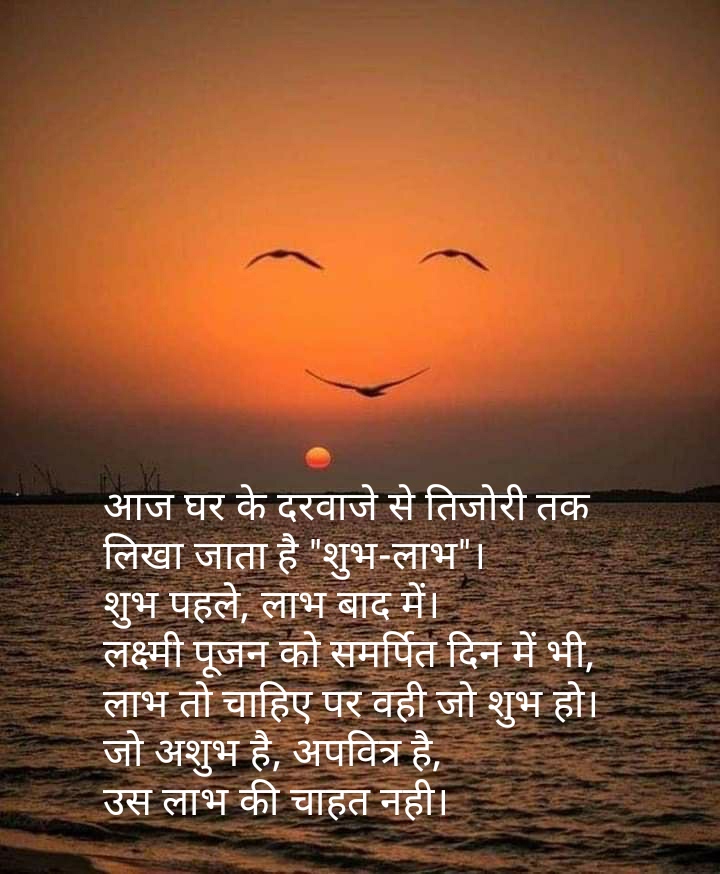 आज घर के दरवाजे से तिजोरी तक
लिखा जाता है "शुभ-लाभ"।
शुभ पहले, लाभ बाद में।
लक्ष्मी पूजन को समर्पित दिन में भी,
लाभ तो चाहिए पर वही जो शुभ हो।
जो अशुभ है, अपवित्र है,
उस लाभ की चाहत नही।